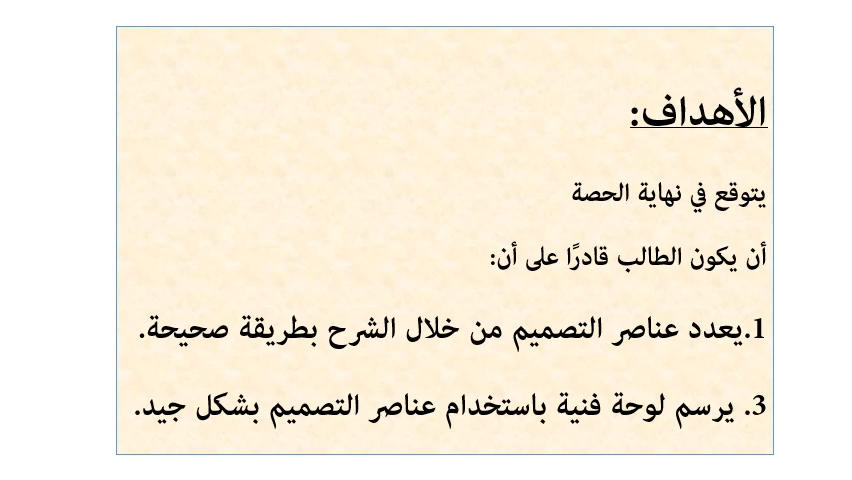 الأهداف:
يتوقع في نهاية الحصة
أن يكون الطالب قادرًا على أن:
1.يعدد عناصر التصميم من خلال الشرح بطريقة صحيحة.
3. يرسم لوحة فنية باستخدام عناصر التصميم بشكل جيد.